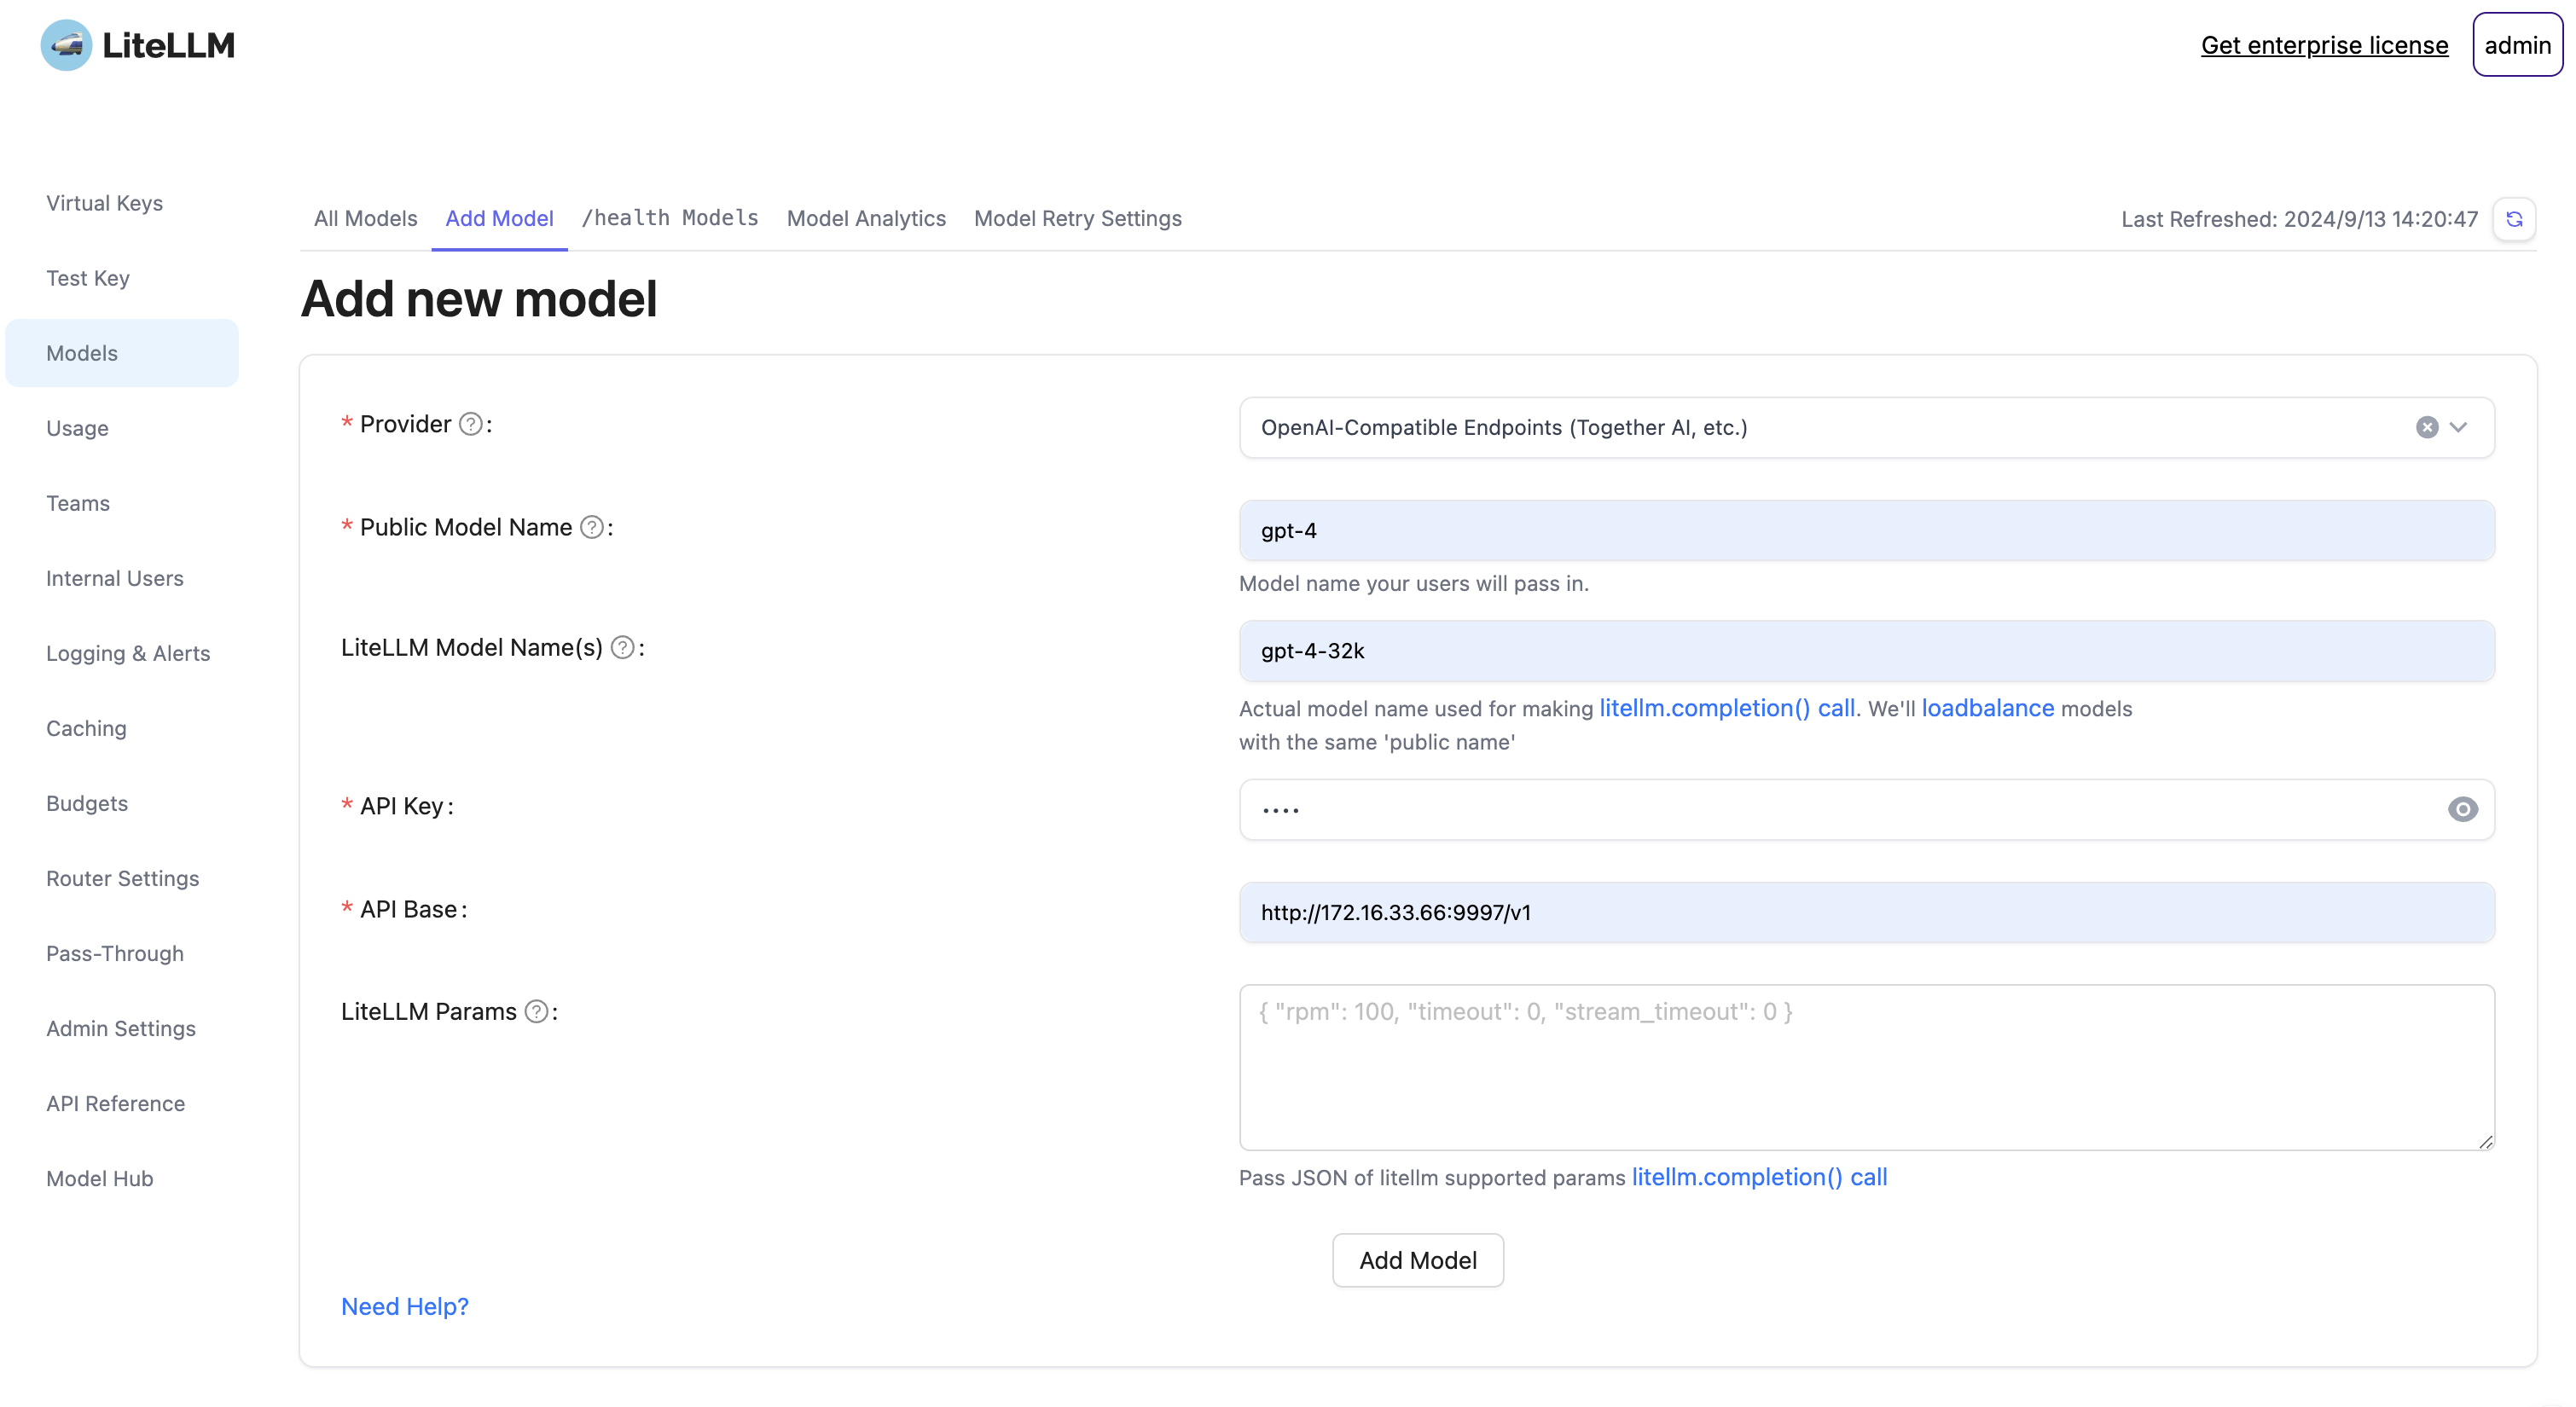 LiteLLM
Get enterprise license
admin
Virtual Keys
Test Key
Models
Usage
Teams
Internal Users
Logging & Alerts
Caching
Budgets
Router Settings
Pass-Through
Admin Settings
API Reference
Model Hub
All Models Add Model /health Models Model Analytics Model Retry Settings
Last Refreshed: 2024/9/13 14:20:47
Add new model
* Provider ? :
OpenAI-Compatible Endpoints (Together AI, etc.)
* Public Model Name ? :
gpt-4
Model name your users will pass in.
LiteLLM Model Name(s) ? :
gpt-4-32k
Actual model name used for making litellm.completion() call. We'll loadbalance models
with the same 'public name'
* API Key :
····
* API Base :
http://172.16.33.66:9997/v1
LiteLLM Params ? :
{ "rpm": 100, "timeout": 0, "stream_timeout": 0 }
Pass JSON of litellm supported params litellm.completion() call
Add Model
Need Help?